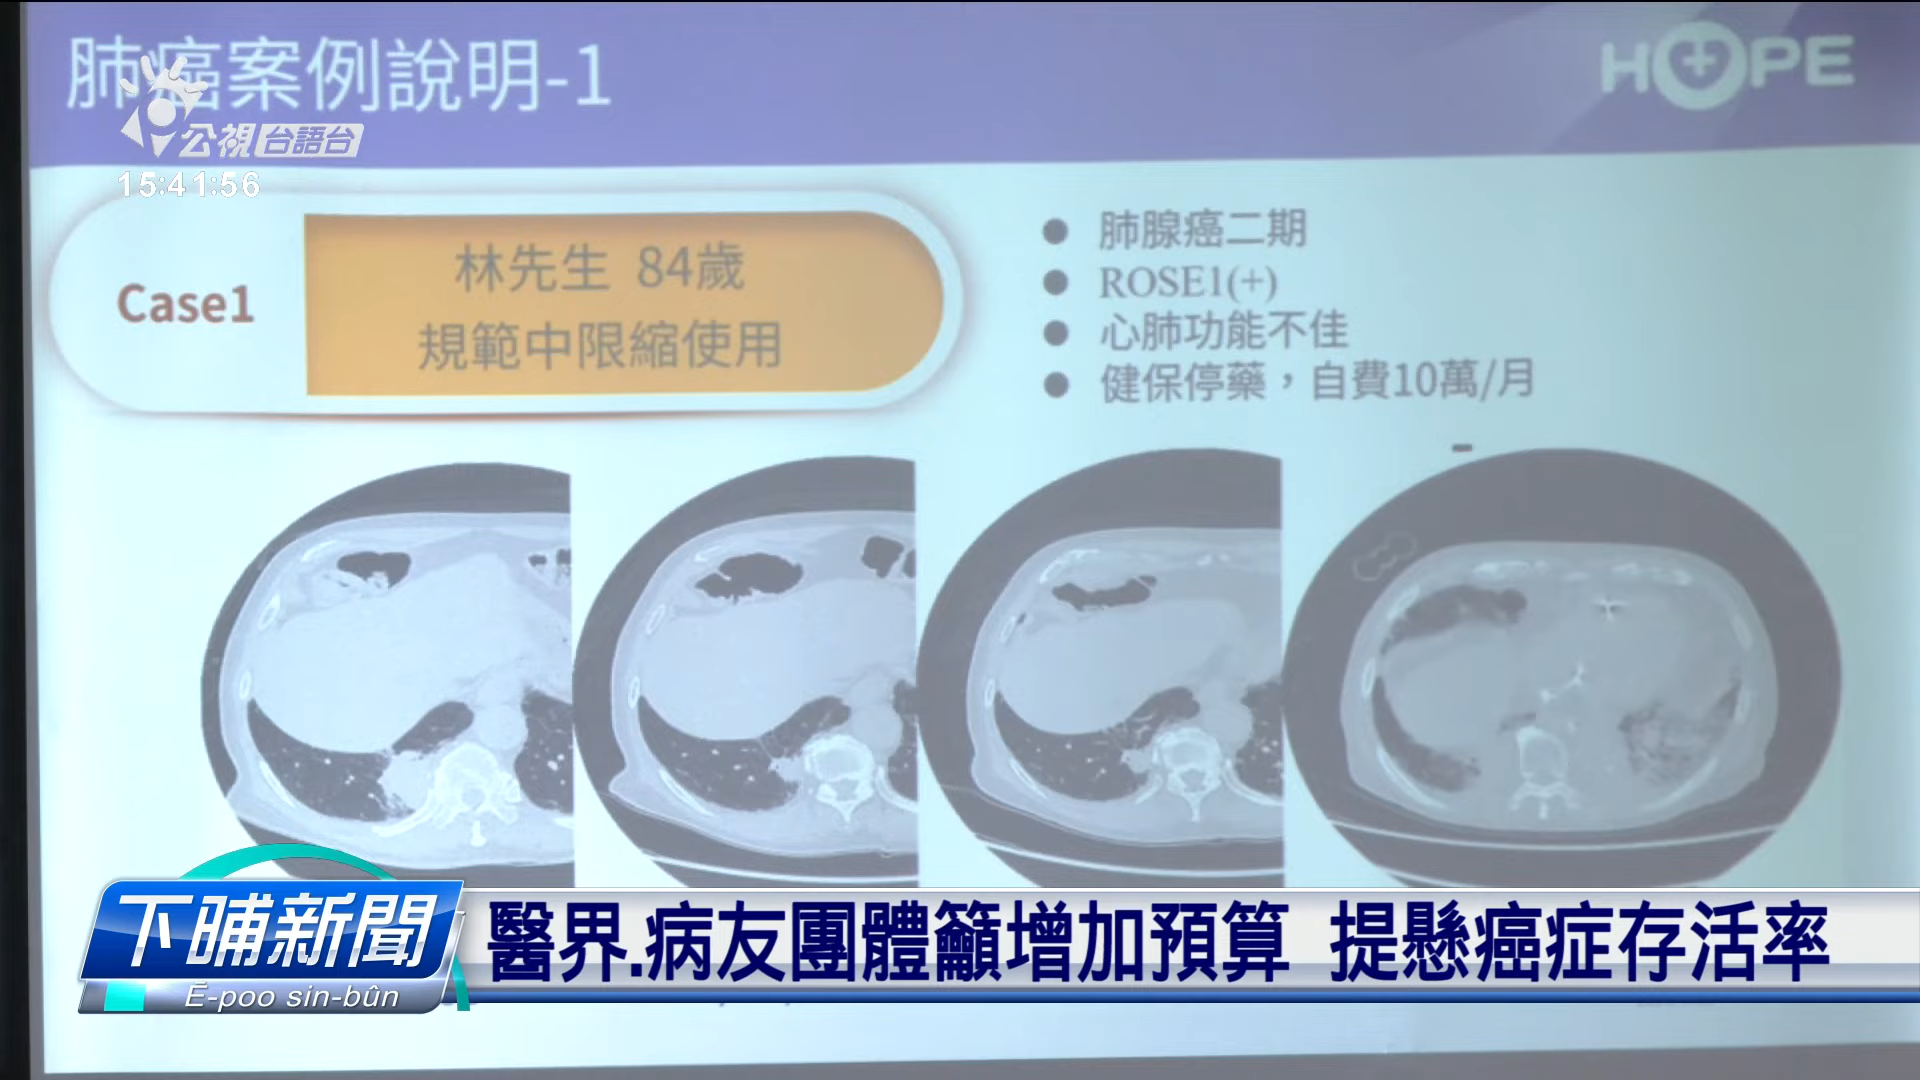 肺癌案例說明-1
HOPE
公視台語台
15:41:56
Case1
林先生 84歲
規範中限縮使用
肺腺癌二期
ROSE1(+)
心肺功能不佳
健保停藥，自費10萬/月
下晡新聞
Ē-poo sin-bûn
醫界.病友團體籲增加預算 提懸癌症存活率